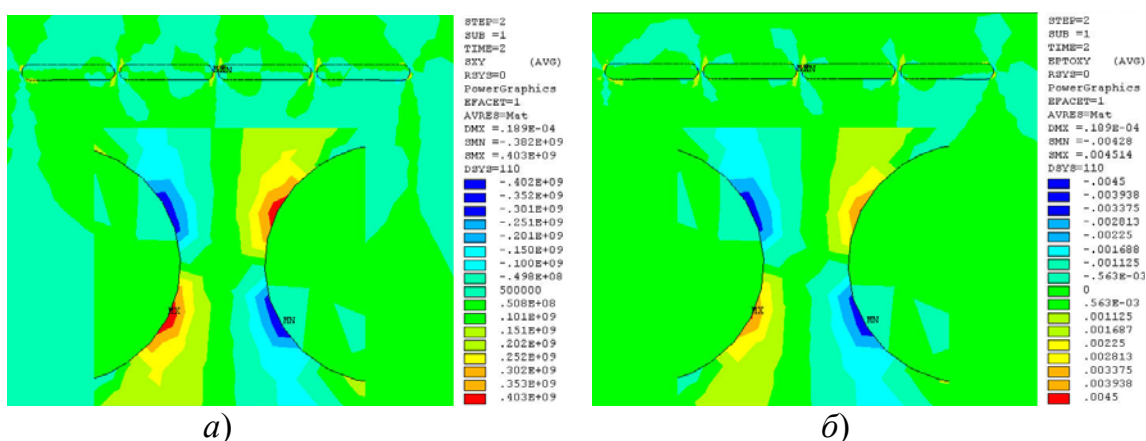 STEP=2
SUB =1
TIME=2
SXY (AVG)
RSYS=0
PowerGraphics
EFACET=1
AVRES=Mat
DMX =.189E-04
SMN =-.382E+09
SMX =.403E+09
DSYS=110
-.402E+09
-.352E+09
-.301E+09
-.251E+09
-.201E+09
-.150E+09
-.100E+09
-.498E+08
500000
.508E+08
.101E+09
.151E+09
.202E+09
.252E+09
.302E+09
.353E+09
.403E+09
MX
MN
а)
STEP=2
SUB =1
TIME=2
EPTOXY (AVG)
RSYS=0
PowerGraphics
EFACET=1
AVRES=Mat
DMX =.189E-04
SMN =-.00428
SMX =.004514
DSYS=110
-.0045
-.003938
-.003375
-.002813
-.00225
-.001688
-.001125
-.563E-03
0
.563E-03
.001125
.001687
.00225
.002813
.003375
.003938
.0045
MX
MN
б)